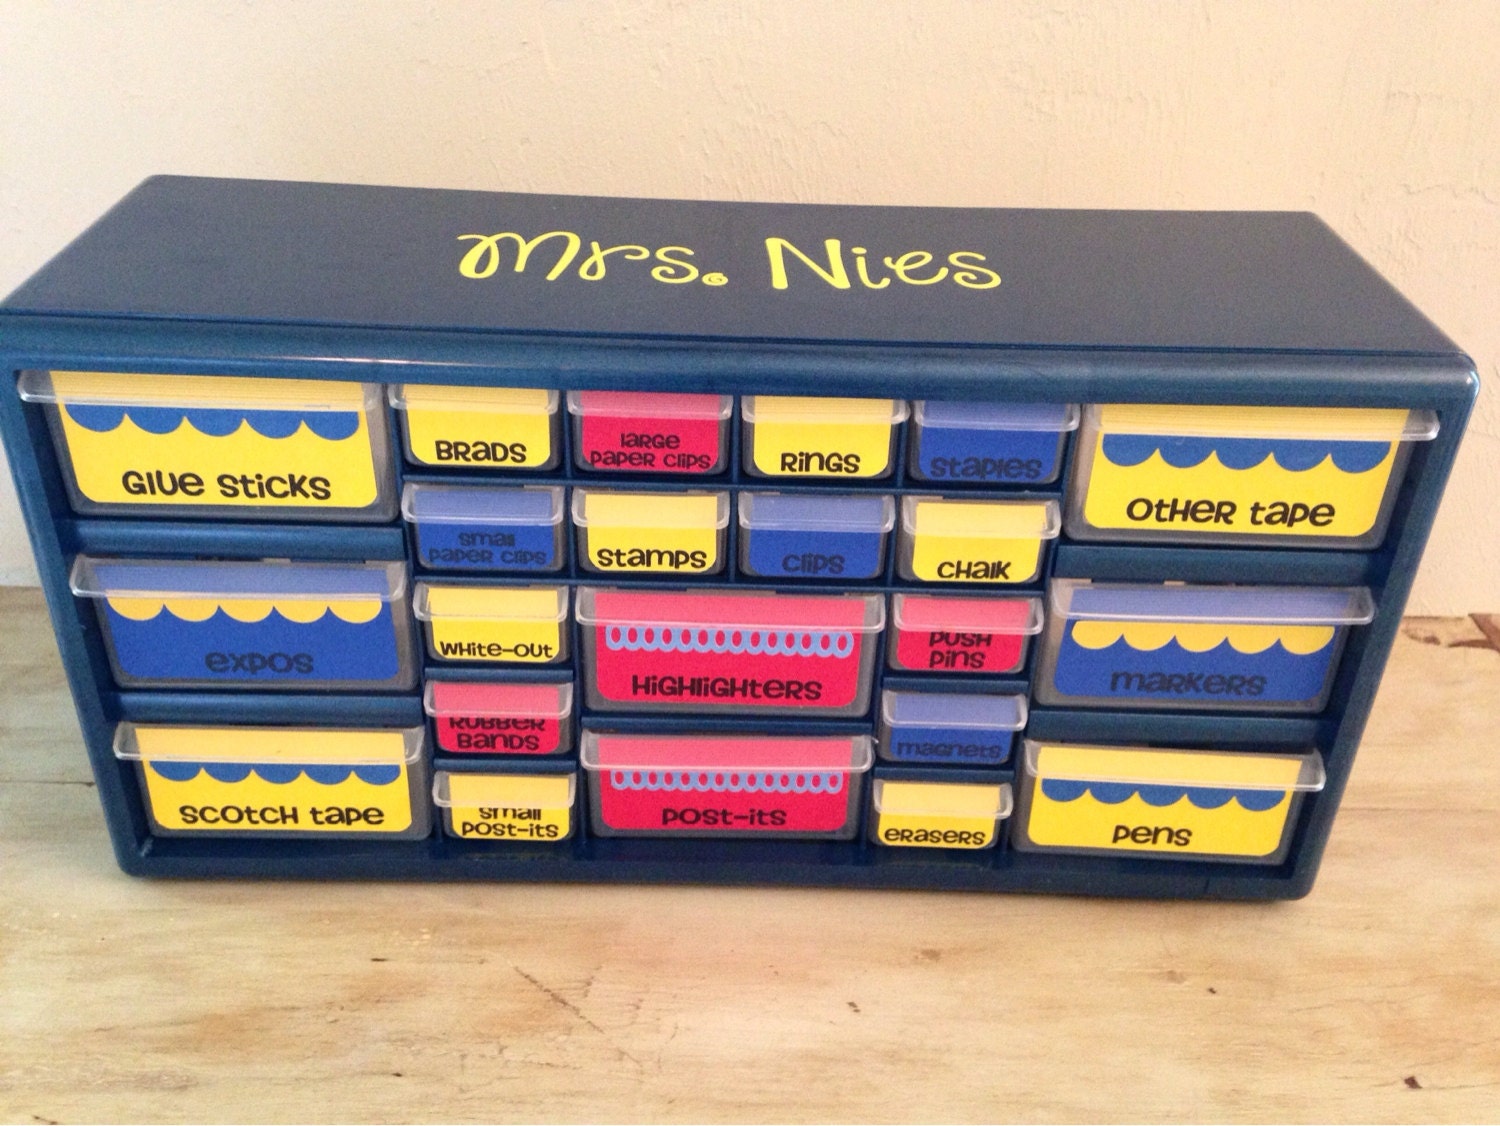 Mrs. Nies
Glue sticks
Brads
large
paper clips
Rings
staples
Other tape
small
paper clips
stamps
clips
chalk
expos
White-out
Highlighters
push
pins
markers
Rubber
Bands
magnets
scotch tape
small
post-its
post-its
erasers
pens